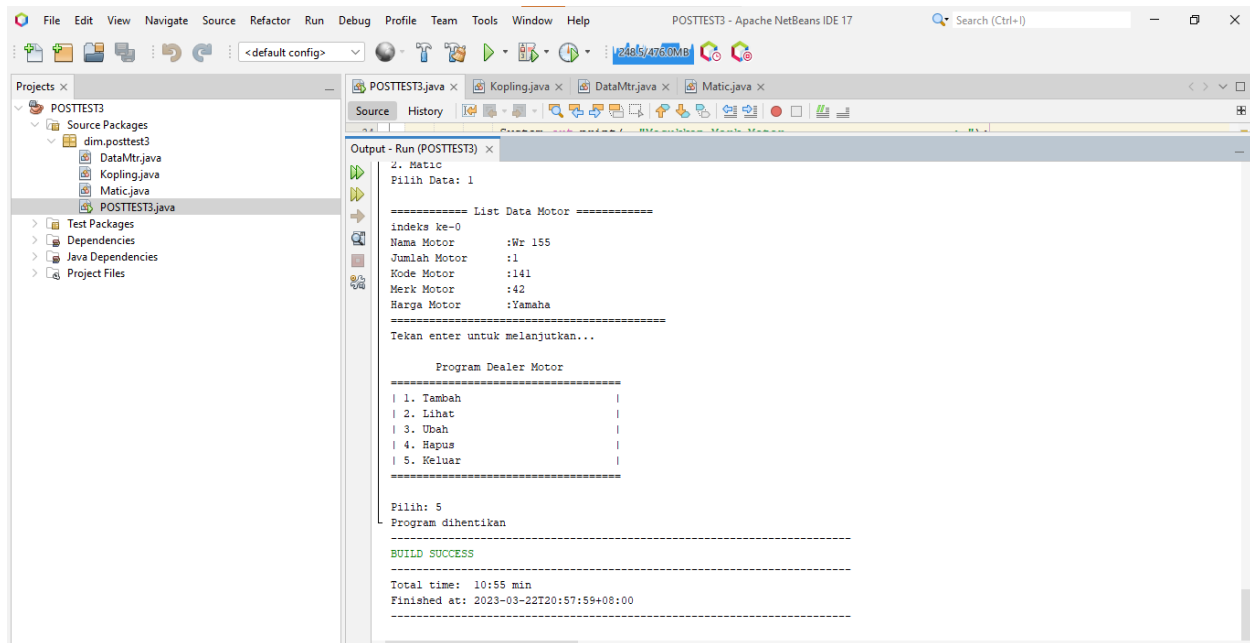 File Edit View Navigate Source Refactor Run Debug Profile Team Tools Window Help POSTTEST3 - Apache NetBeans IDE 17 Search (Ctrl+I)
<default config> 248.5/476.0MB
Projects
POSTTEST3.java Kopling.java DataMtr.java Matic.java
POSTTEST3
Source Packages
dim.posttest3
DataMtr.java
Kopling.java
Matic.java
POSTTEST3.java
Test Packages
Dependencies
Java Dependencies
Project Files
Source History
Output - Run (POSTTEST3)
2. Matic
Pilih Data: 1
============ List Data Motor ============
indeks ke-0
Nama Motor :Wr 155
Jumlah Motor :1
Kode Motor :141
Merk Motor :42
Harga Motor :Yamaha
===========================================
Tekan enter untuk melanjutkan...
Program Dealer Motor
====================================
| 1. Tambah |
| 2. Lihat |
| 3. Ubah |
| 4. Hapus |
| 5. Keluar |
====================================
Pilih: 5
Program dihentikan
------------------------------------------------------------------------
BUILD SUCCESS
------------------------------------------------------------------------
Total time: 10:55 min
Finished at: 2023-03-22T20:57:59+08:00
------------------------------------------------------------------------